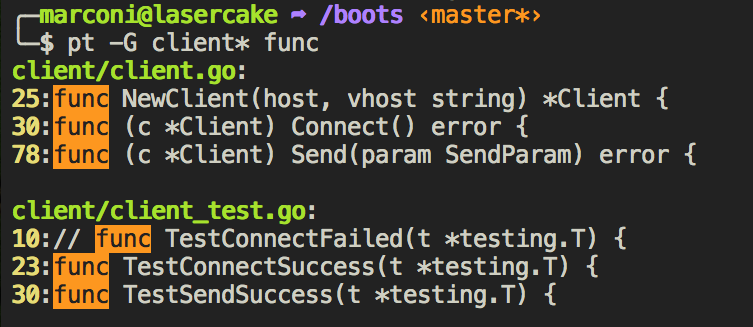 ╭─marconi@lasercake ➦ /boots ‹master*›
╰─$ pt -G client* func
client/client.go:
25:func NewClient(host, vhost string) *Client {
30:func (c *Client) Connect() error {
78:func (c *Client) Send(param SendParam) error {

client/client_test.go:
10:// func TestConnectFailed(t *testing.T) {
23:func TestConnectSuccess(t *testing.T) {
30:func TestSendSuccess(t *testing.T) {